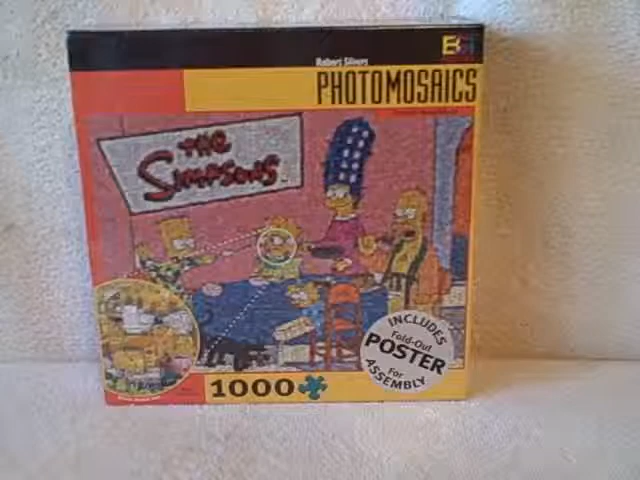 Robert Silvers
PHOTOMOSAICS
THE
SIMPSONS
INCLUDES
Fold-Out
POSTER
For
ASSEMBLY
1000